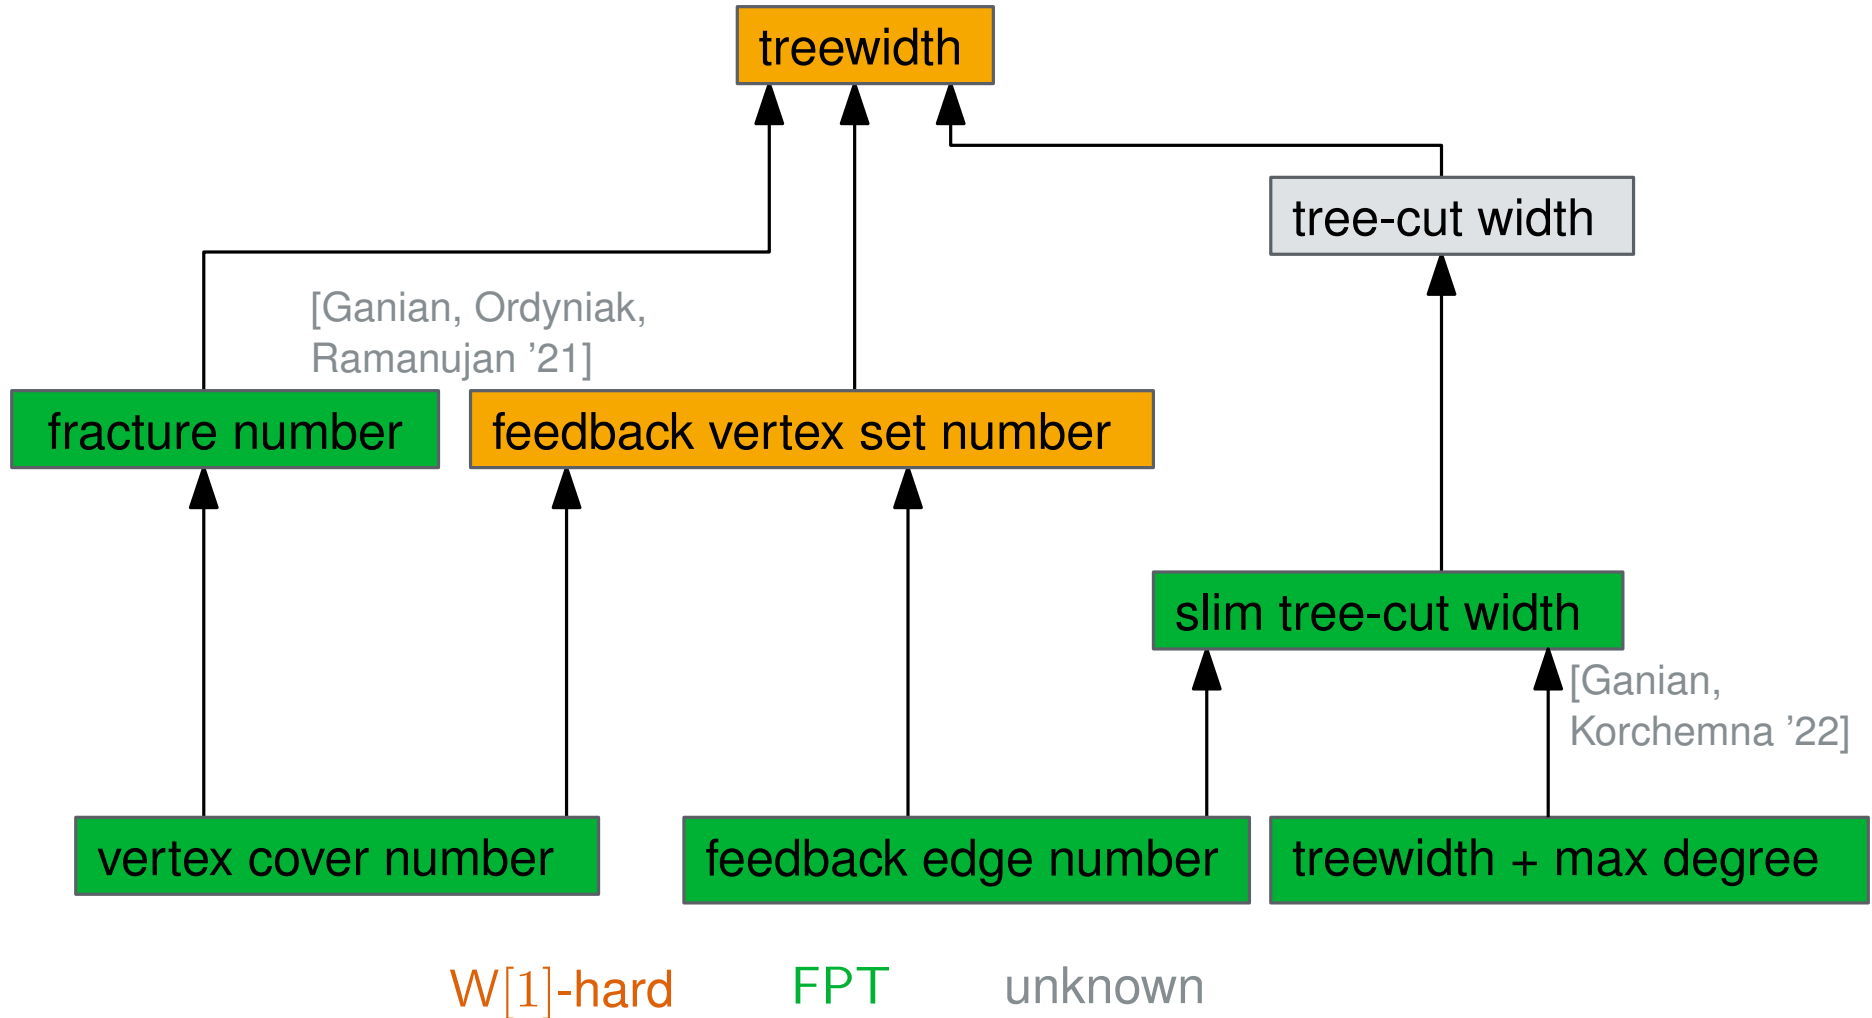 treewidth
tree-cut width
[Ganian, Ordyniak,
Ramanujan ’21]
fracture number
feedback vertex set number
slim tree-cut width
[Ganian,
Korchemna ’22]
vertex cover number
feedback edge number
treewidth + max degree
W[1]-hard
FPT
unknown